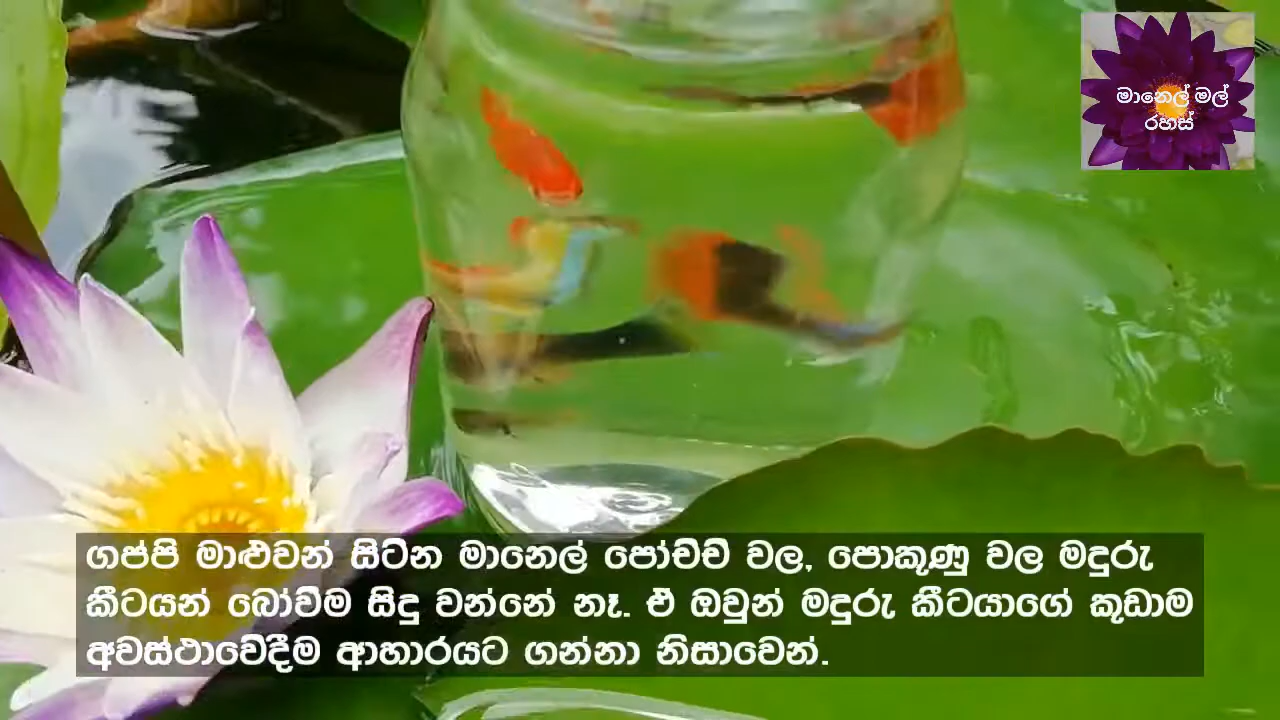 මානෙල් මල්
රහස්
ගප්පි මාළුවන් සිටින මානෙල් පෝච්චි වල, පොකුණු වල මදුරු
කීටයන් බෝවීම සිදු වන්නේ නෑ. ඒ ඔවුන් මදුරු කීටයාගේ කුඩාම
අවස්ථාවේදීම ආහාරයට ගන්නා නිසාවෙන්.